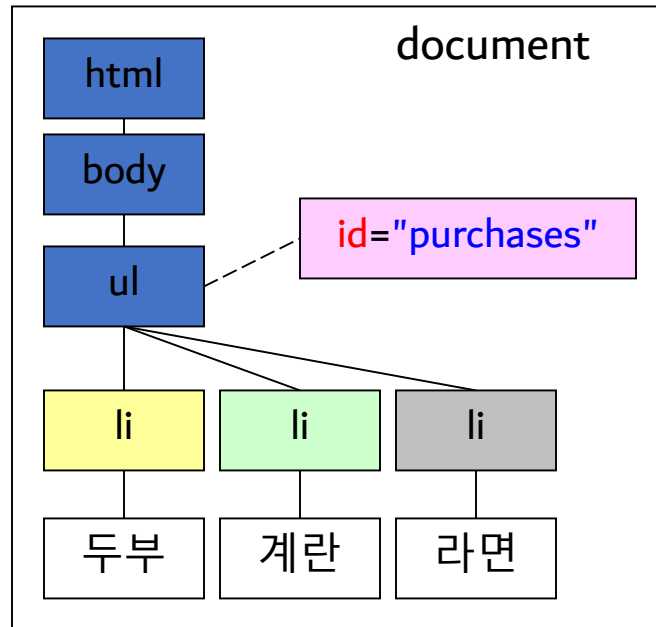 document
html
body
id="purchases"
ul
li
li
li
두부
계란
라면